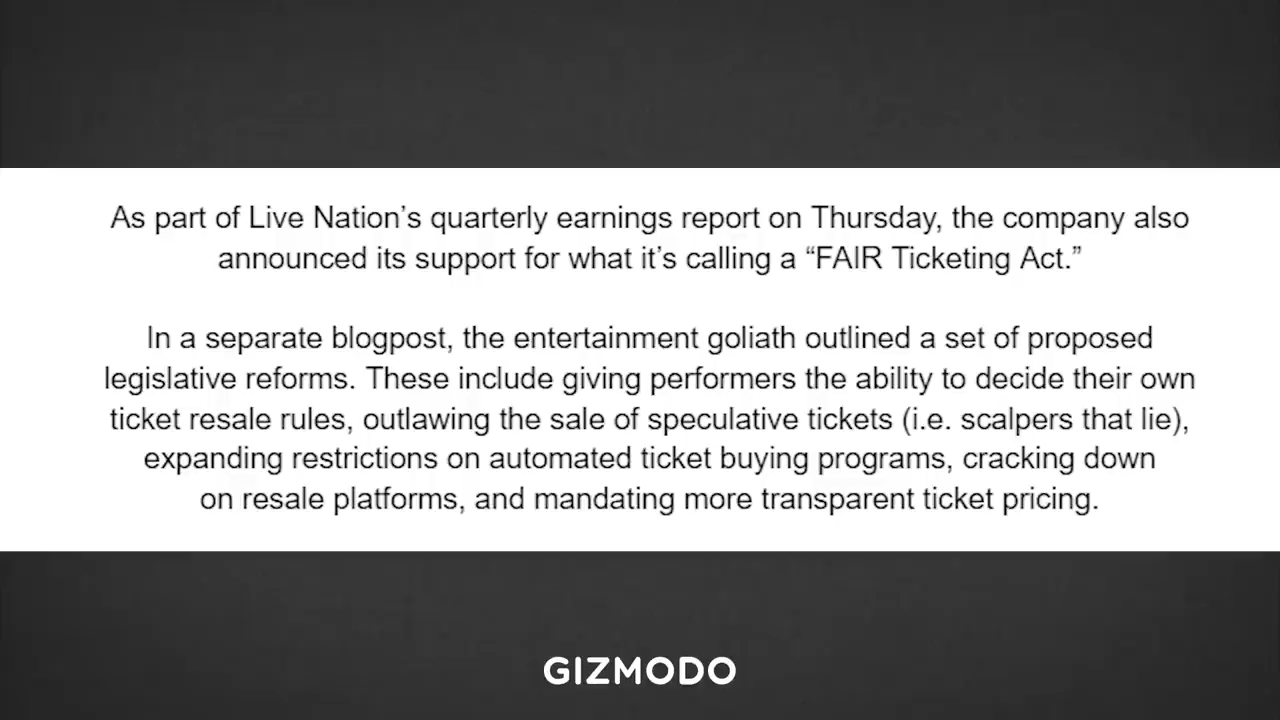 As part of Live Nation’s quarterly earnings report on Thursday, the company also
announced its support for what it’s calling a “FAIR Ticketing Act.”
In a separate blogpost, the entertainment goliath outlined a set of proposed
legislative reforms. These include giving performers the ability to decide their own
ticket resale rules, outlawing the sale of speculative tickets (i.e. scalpers that lie),
expanding restrictions on automated ticket buying programs, cracking down
on resale platforms, and mandating more transparent ticket pricing.
GIZMODO